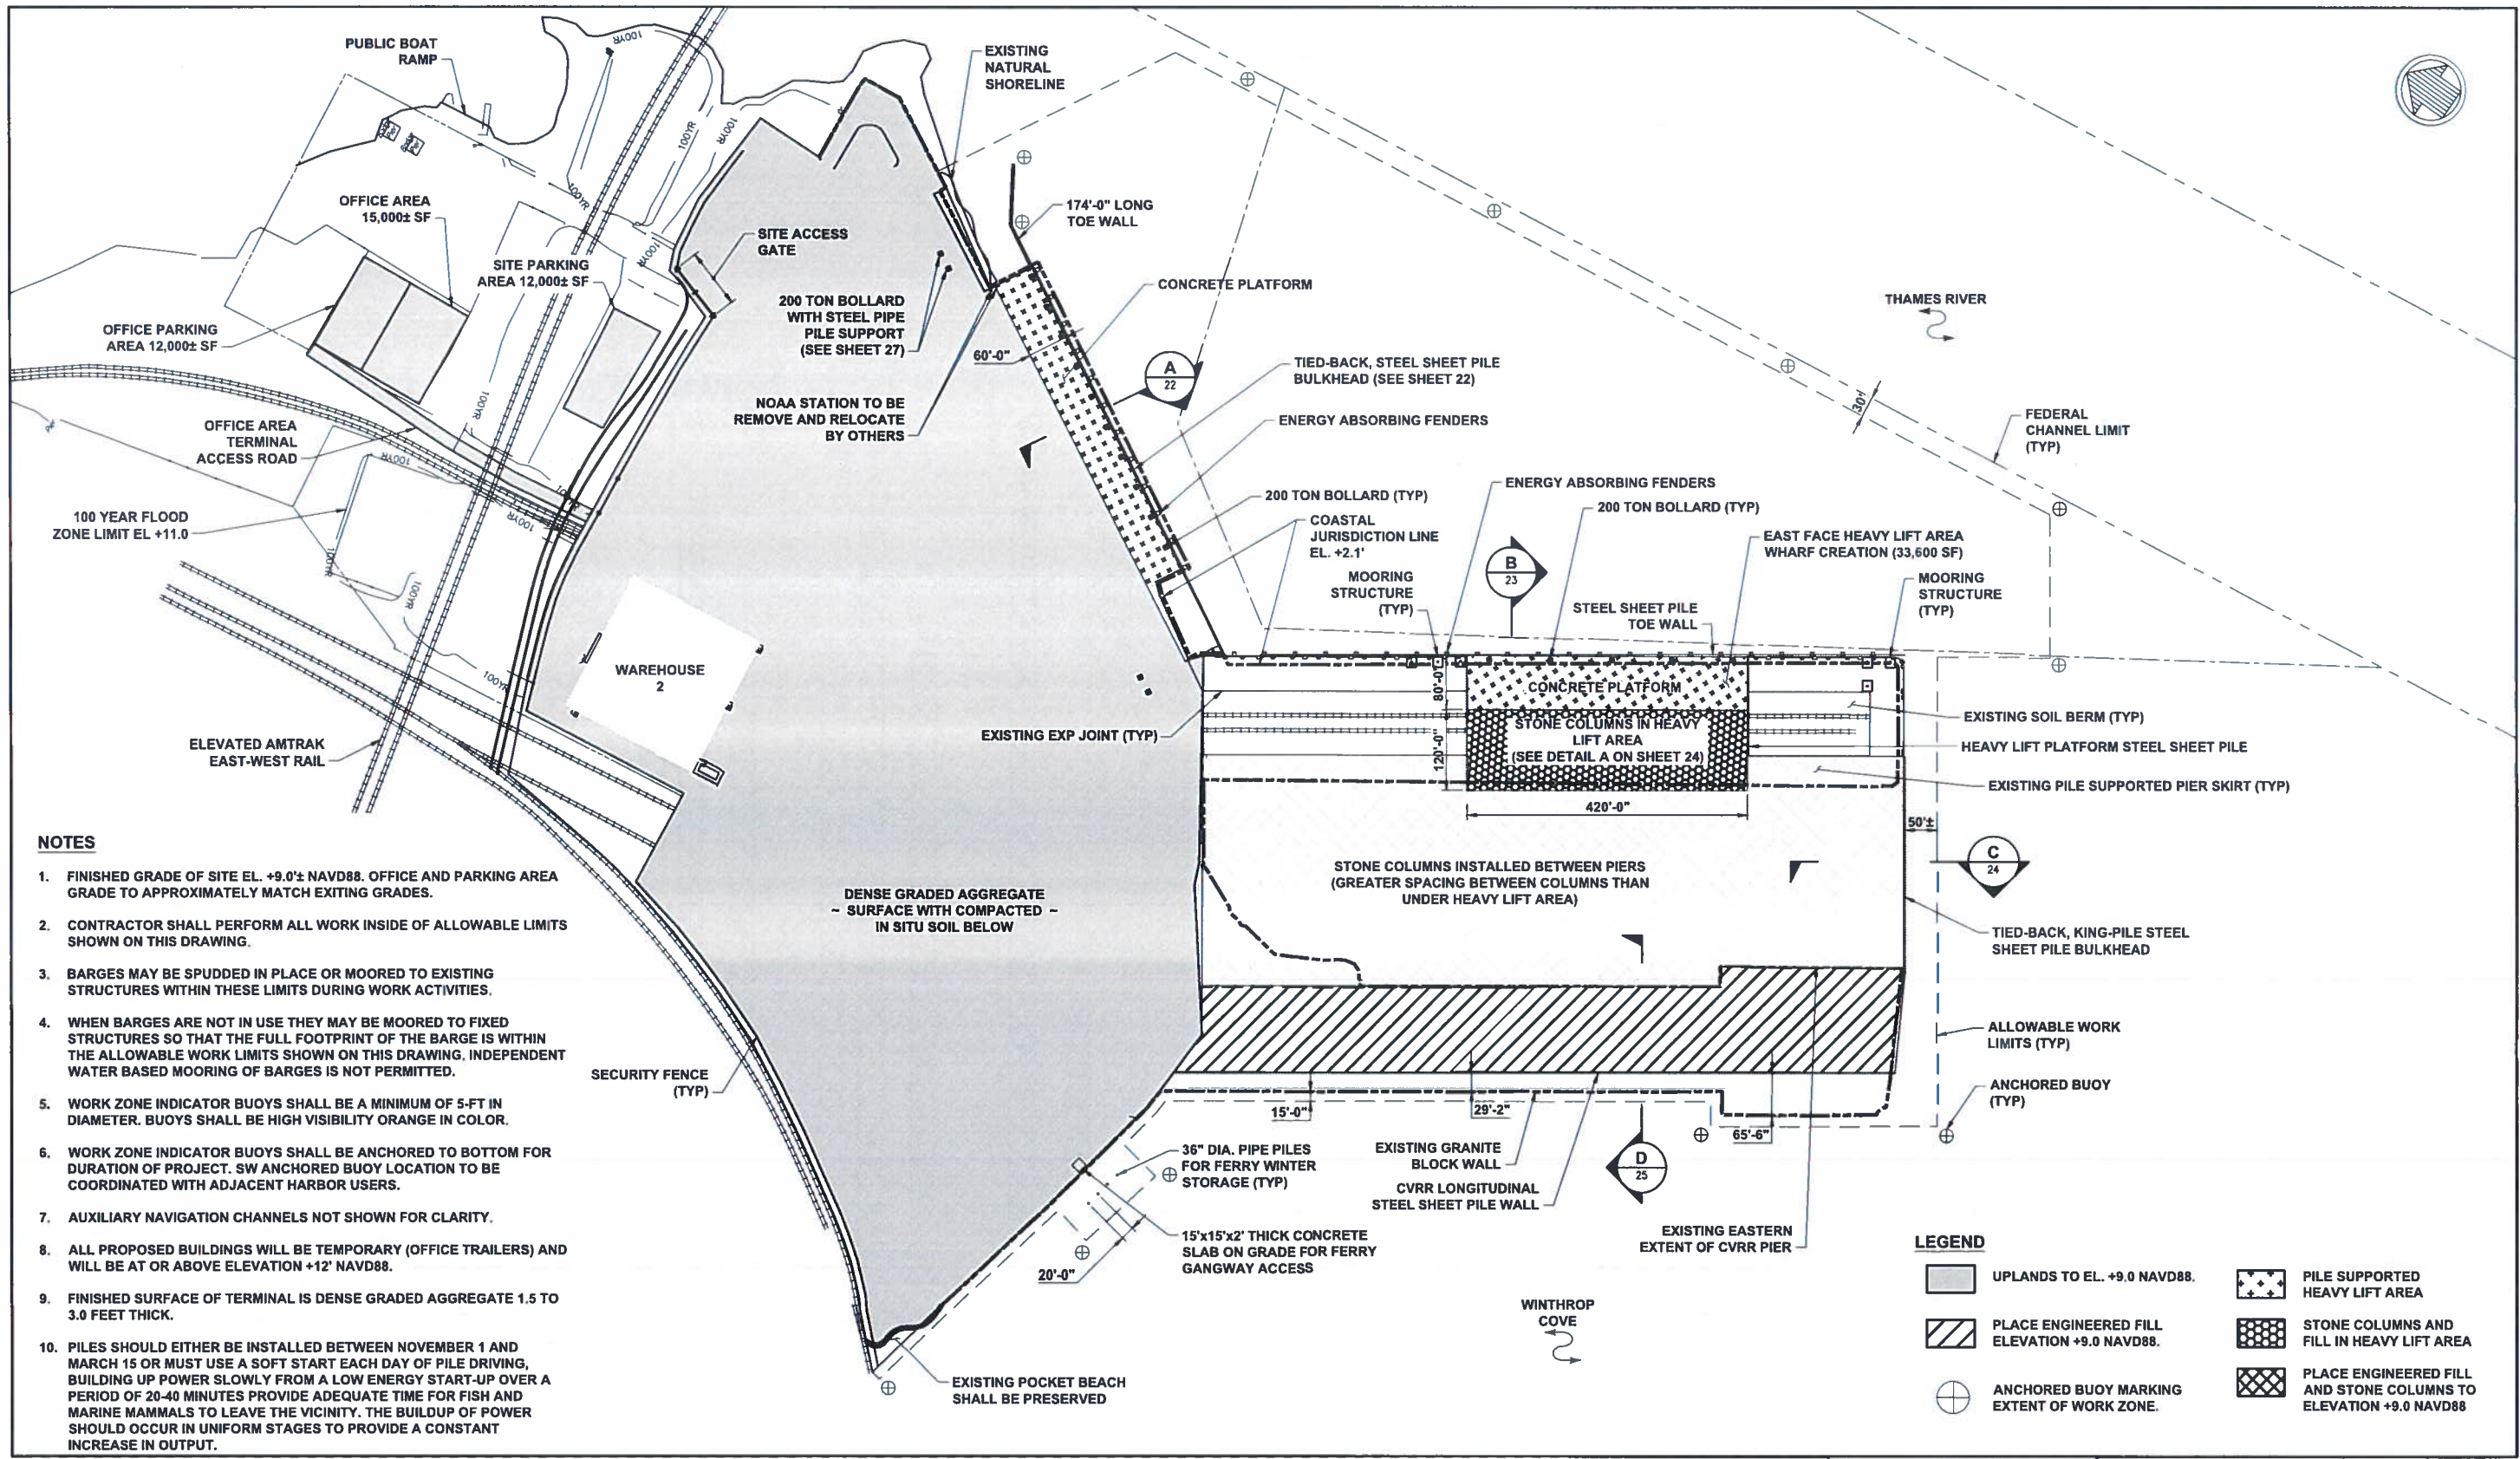 PUBLIC BOAT
RAMP
EXISTING
NATURAL
SHORELINE
100YR
100YR
100YR
100YR
100YR
100YR
OFFICE AREA
15,000± SF
SITE PARKING
AREA 12,000± SF
SITE ACCESS
GATE
174'-0" LONG
TOE WALL
CONCRETE PLATFORM
200 TON BOLLARD
WITH STEEL PIPE
PILE SUPPORT
(SEE SHEET 27)
60'-0"
OFFICE PARKING
AREA 12,000± SF
NOAA STATION TO BE
REMOVE AND RELOCATE
BY OTHERS
A
22
TIED-BACK, STEEL SHEET PILE
BULKHEAD (SEE SHEET 22)
ENERGY ABSORBING FENDERS
THAMES RIVER
30'
FEDERAL
CHANNEL LIMIT
(TYP)
OFFICE AREA
TERMINAL
ACCESS ROAD
100YR
100YR
100YR
100YR
100YR
100YR
100 YEAR FLOOD
ZONE LIMIT EL +11.0
200 TON BOLLARD (TYP)
COASTAL
JURISDICTION LINE
EL. +2.1'
ENERGY ABSORBING FENDERS
200 TON BOLLARD (TYP)
EAST FACE HEAVY LIFT AREA
WHARF CREATION (33,600 SF)
B
23
MOORING
STRUCTURE
(TYP)
STEEL SHEET PILE
TOE WALL
MOORING
STRUCTURE
(TYP)
WAREHOUSE
2
80'-0"
CONCRETE PLATFORM
120'-0"
STONE COLUMNS IN HEAVY
LIFT AREA
(SEE DETAIL A ON SHEET 24)
420'-0"
EXISTING EXP JOINT (TYP)
EXISTING SOIL BERM (TYP)
HEAVY LIFT PLATFORM STEEL SHEET PILE
EXISTING PILE SUPPORTED PIER SKIRT (TYP)
ELEVATED AMTRAK
EAST-WEST RAIL
50'±
C
24
STONE COLUMNS INSTALLED BETWEEN PIERS
(GREATER SPACING BETWEEN COLUMNS THAN
UNDER HEAVY LIFT AREA)
DENSE GRADED AGGREGATE
~ SURFACE WITH COMPACTED ~
IN SITU SOIL BELOW
TIED-BACK, KING-PILE STEEL
SHEET PILE BULKHEAD
ALLOWABLE WORK
LIMITS (TYP)
ANCHORED BUOY
(TYP)
SECURITY FENCE
(TYP)
15'-0"
29'-2"
65'-6"
36" DIA. PIPE PILES
FOR FERRY WINTER
STORAGE (TYP)
EXISTING GRANITE
BLOCK WALL
D
25
CVRR LONGITUDINAL
STEEL SHEET PILE WALL
15'x15'x2' THICK CONCRETE
SLAB ON GRADE FOR FERRY
GANGWAY ACCESS
20'-0"
EXISTING EASTERN
EXTENT OF CVRR PIER
WINTHROP
COVE
EXISTING POCKET BEACH
SHALL BE PRESERVED
NOTES
1. FINISHED GRADE OF SITE EL. +9.0'± NAVD88. OFFICE AND PARKING AREA
GRADE TO APPROXIMATELY MATCH EXITING GRADES.
2. CONTRACTOR SHALL PERFORM ALL WORK INSIDE OF ALLOWABLE LIMITS
SHOWN ON THIS DRAWING.
3. BARGES MAY BE SPUDDED IN PLACE OR MOORED TO EXISTING
STRUCTURES WITHIN THESE LIMITS DURING WORK ACTIVITIES.
4. WHEN BARGES ARE NOT IN USE THEY MAY BE MOORED TO FIXED
STRUCTURES SO THAT THE FULL FOOTPRINT OF THE BARGE IS WITHIN
THE ALLOWABLE WORK LIMITS SHOWN ON THIS DRAWING. INDEPENDENT
WATER BASED MOORING OF BARGES IS NOT PERMITTED.
5. WORK ZONE INDICATOR BUOYS SHALL BE A MINIMUM OF 5-FT IN
DIAMETER. BUOYS SHALL BE HIGH VISIBILITY ORANGE IN COLOR.
6. WORK ZONE INDICATOR BUOYS SHALL BE ANCHORED TO BOTTOM FOR
DURATION OF PROJECT. SW ANCHORED BUOY LOCATION TO BE
COORDINATED WITH ADJACENT HARBOR USERS.
7. AUXILIARY NAVIGATION CHANNELS NOT SHOWN FOR CLARITY.
8. ALL PROPOSED BUILDINGS WILL BE TEMPORARY (OFFICE TRAILERS) AND
WILL BE AT OR ABOVE ELEVATION +12' NAVD88.
9. FINISHED SURFACE OF TERMINAL IS DENSE GRADED AGGREGATE 1.5 TO
3.0 FEET THICK.
10. PILES SHOULD EITHER BE INSTALLED BETWEEN NOVEMBER 1 AND
MARCH 15 OR MUST USE A SOFT START EACH DAY OF PILE DRIVING,
BUILDING UP POWER SLOWLY FROM A LOW ENERGY START-UP OVER A
PERIOD OF 20-40 MINUTES PROVIDE ADEQUATE TIME FOR FISH AND
MARINE MAMMALS TO LEAVE THE VICINITY. THE BUILDUP OF POWER
SHOULD OCCUR IN UNIFORM STAGES TO PROVIDE A CONSTANT
INCREASE IN OUTPUT.
LEGEND
UPLANDS TO EL. +9.0 NAVD88.
PLACE ENGINEERED FILL
ELEVATION +9.0 NAVD88.
ANCHORED BUOY MARKING
EXTENT OF WORK ZONE.
PILE SUPPORTED
HEAVY LIFT AREA
STONE COLUMNS AND
FILL IN HEAVY LIFT AREA
PLACE ENGINEERED FILL
AND STONE COLUMNS TO
ELEVATION +9.0 NAVD88